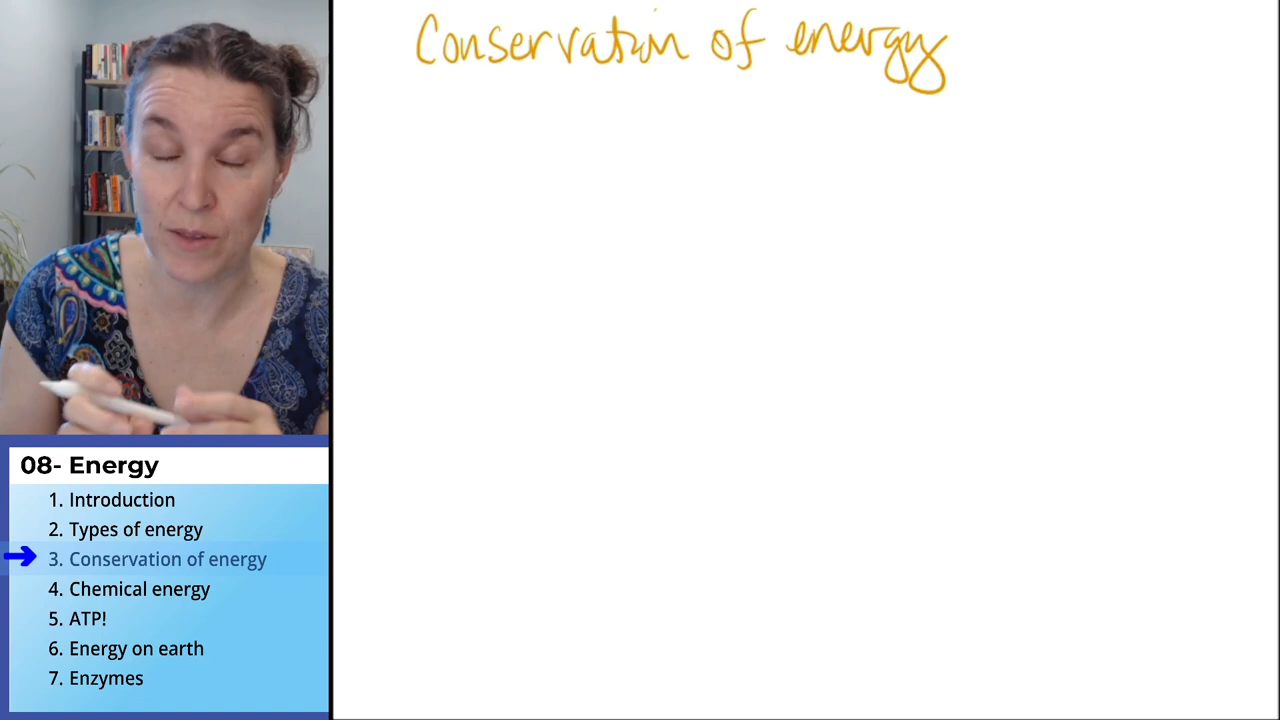 Conservation of energy
08- Energy
1. Introduction
2. Types of energy
3. Conservation of energy
4. Chemical energy
5. ATP!
6. Energy on earth
7. Enzymes